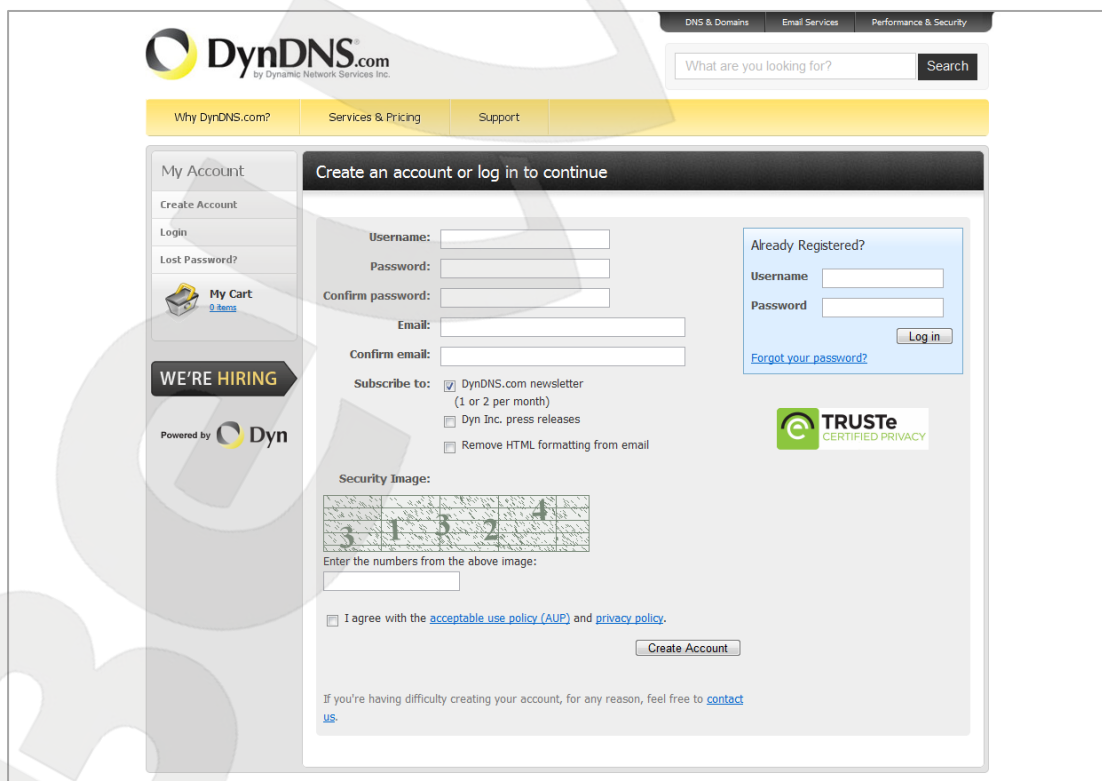 DNS & Domains
Email Services
Performance & Security
DynDNS.com
by Dynamic Network Services Inc.
What are you looking for?
Search
Why DynDNS.com?
Services & Pricing
Support
My Account
Create Account
Login
Lost Password?
My Cart
0 items
WE'RE HIRING
Powered by Dyn
Create an account or log in to continue
Username:
Password:
Confirm password:
Email:
Confirm email:
Subscribe to:
DynDNS.com newsletter
(1 or 2 per month)
Dyn Inc. press releases
Remove HTML formatting from email
Security Image:
3 1 3 2 4
Enter the numbers from the above image:
I agree with the acceptable use policy (AUP) and privacy policy.
Create Account
If you're having difficulty creating your account, for any reason, feel free to contact
us.
Already Registered?
Username
Password
Log in
Forgot your password?
TRUSTe
CERTIFIED PRIVACY